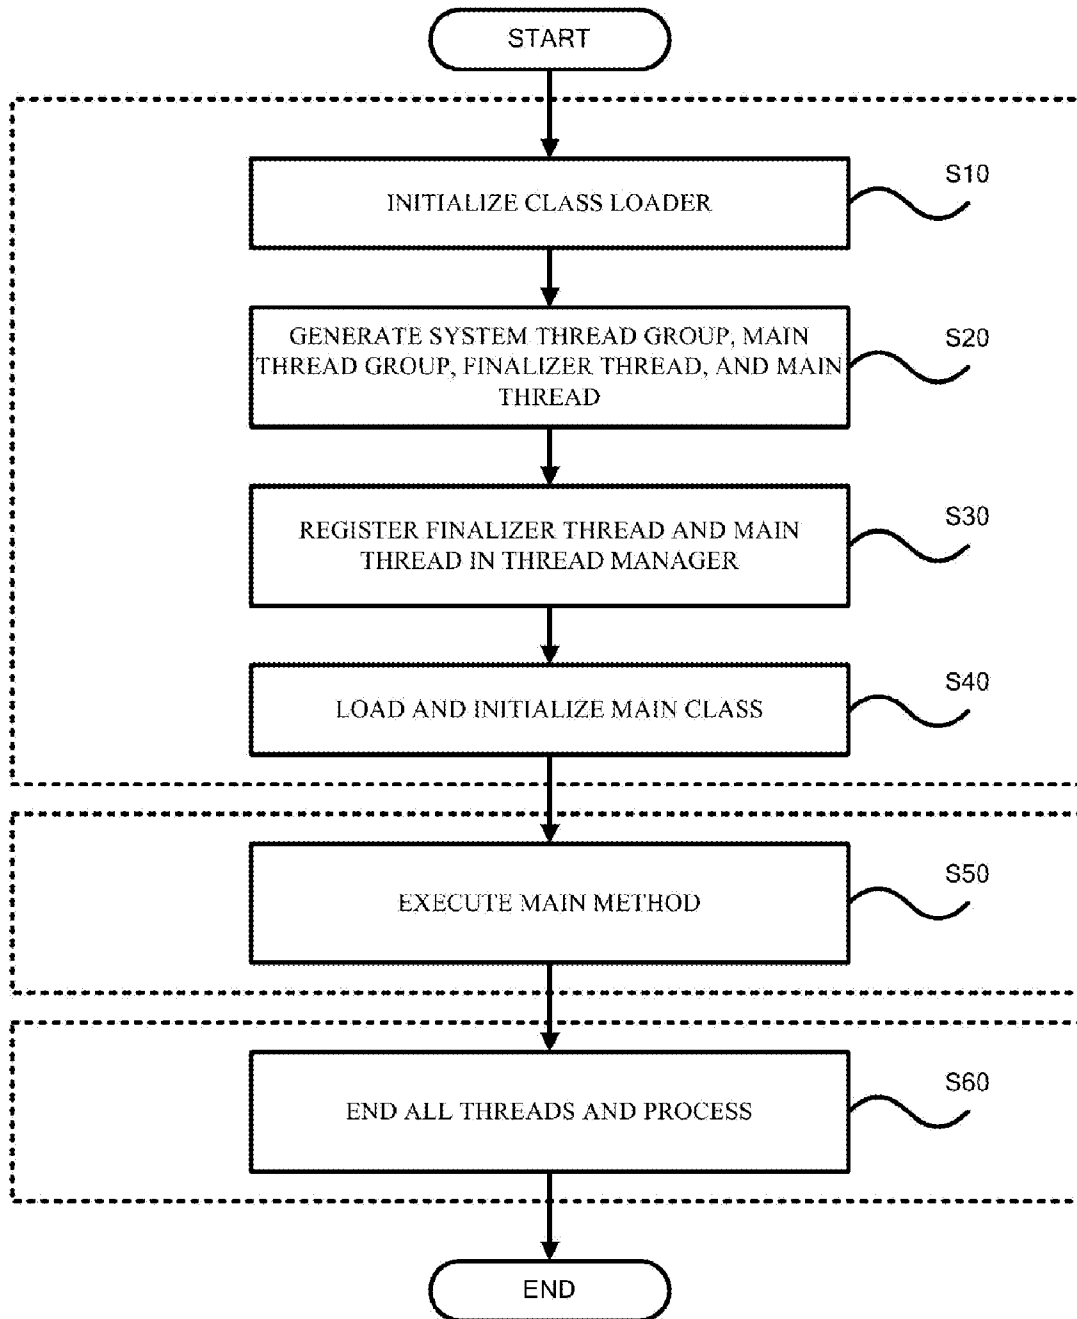 START
INITIALIZE CLASS LOADER
S10
GENERATE SYSTEM THREAD GROUP, MAIN
THREAD GROUP, FINALIZER THREAD, AND MAIN
THREAD
S20
REGISTER FINALIZER THREAD AND MAIN
THREAD IN THREAD MANAGER
S30
LOAD AND INITIALIZE MAIN CLASS
S40
EXECUTE MAIN METHOD
S50
END ALL THREADS AND PROCESS
S60
END